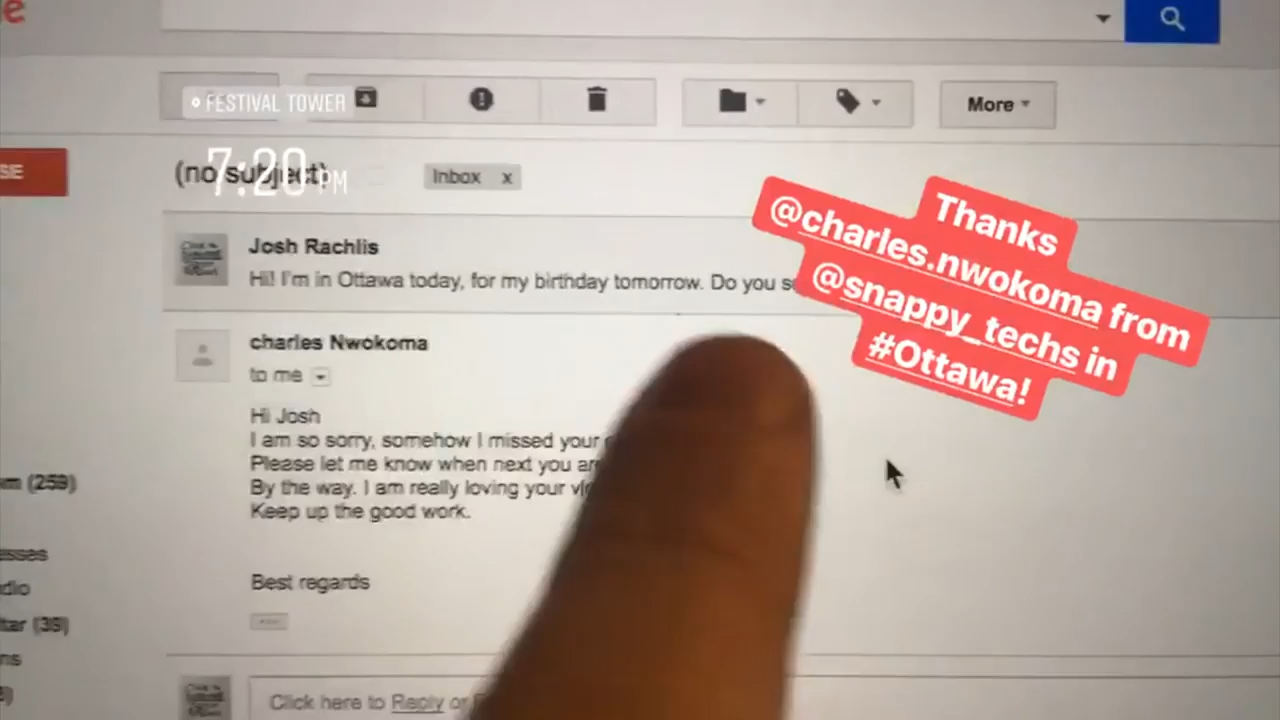 More
FESTIVAL TOWER
7:20 PM
(no subject)
Inbox x
Josh Rachlis
Hi! I'm in Ottawa today, for my birthday tomorrow. Do you
Thanks
@charles.nwokoma from
@snappy_techs in
#Ottawa!
charles Nwokoma
to me
Hi Josh
I am so sorry, somehow I missed your
Please let me know when next you
By the way. I am really loving your
Keep up the good work.
(259)
Best regards
(35)
Click here to Reply or